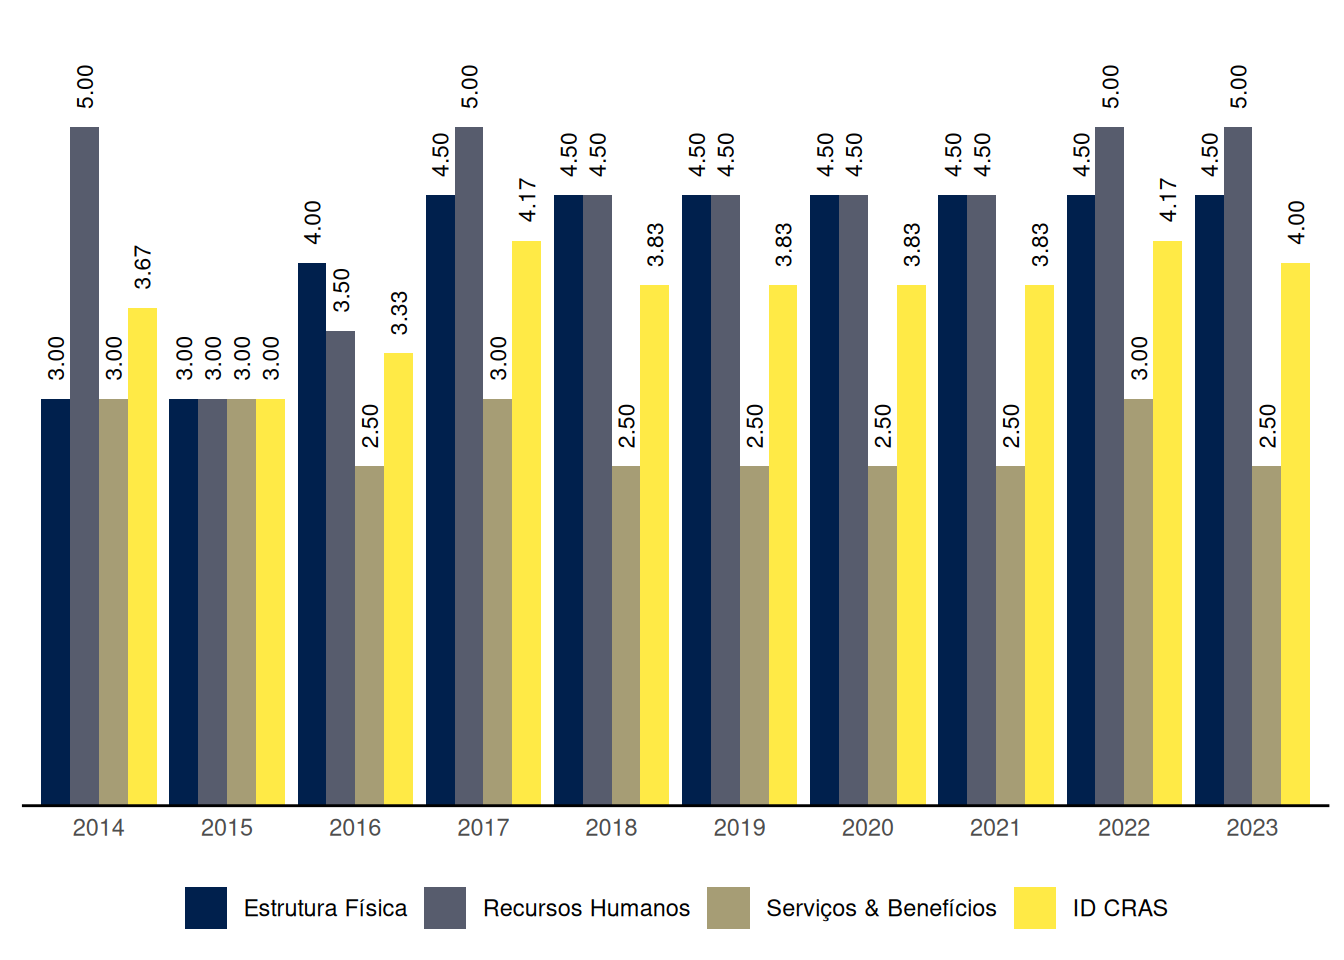 3.00 5.00 3.00 3.67 3.00 3.00 3.00 3.00 4.00 3.50 2.50 3.33 4.50 5.00 3.00 4.17 4.50 4.50 2.50 3.83 4.50 4.50 2.50 3.83 4.50 4.50 2.50 3.83 4.50 4.50 2.50 3.83 4.50 5.00 3.00 4.17 4.50 5.00 2.50 4.00
2014 2015 2016 2017 2018 2019 2020 2021 2022 2023
Estrutura Física Recursos Humanos Serviços & Benefícios ID CRAS